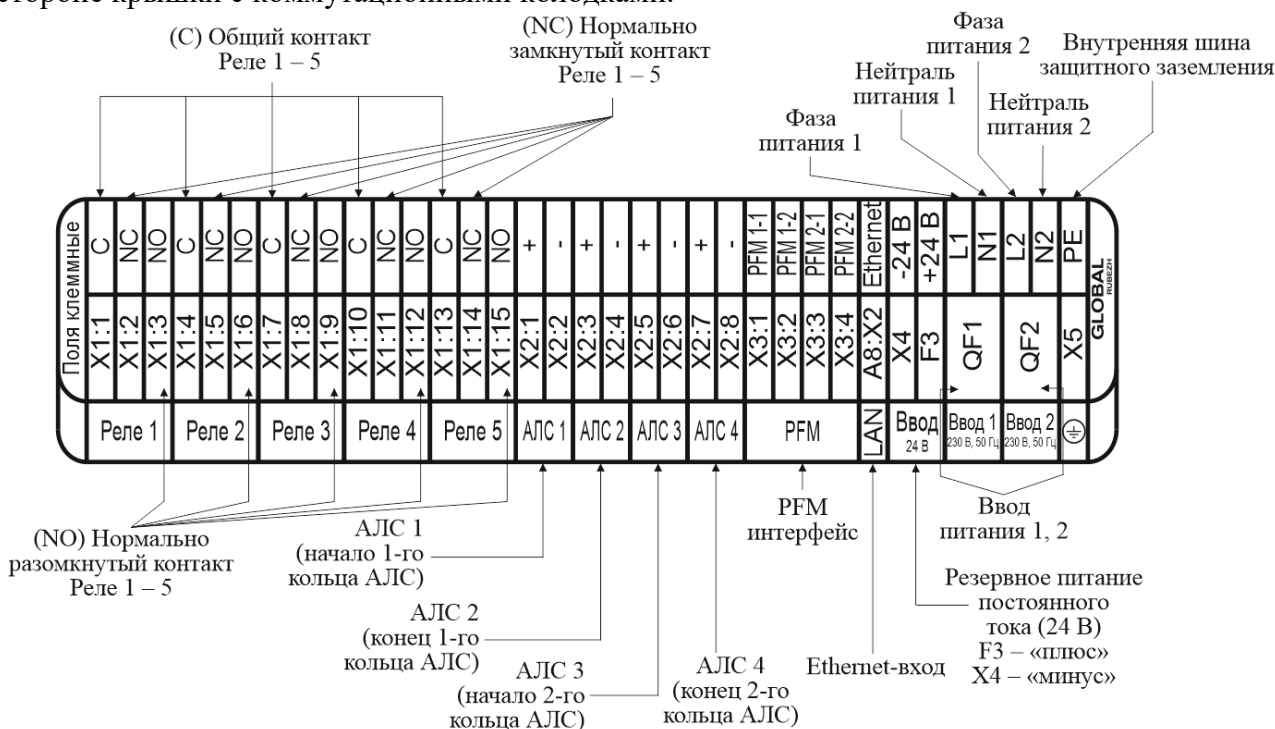 стороне крышки с коммутационными колодками.
(C) Общий контакт
Реле 1 – 5
(NC) Нормально
замкнутый контакт
Реле 1 – 5
Фаза
питания 1
Нейтраль
питания 1
Фаза
питания 2
Нейтраль
питания 2
Внутренняя шина
защитного заземления
Поля клеммные
C NC NO C NC NO C NC NO C NC NO C NC NO + - + - + - + - PFM 1-1 PFM 1-2 PFM 2-1 PFM 2-2 Ethernet -24 В +24 В L1 N1 L2 N2 PE
X1:1 X1:2 X1:3 X1:4 X1:5 X1:6 X1:7 X1:8 X1:9 X1:10 X1:11 X1:12 X1:13 X1:14 X1:15 X2:1 X2:2 X2:3 X2:4 X2:5 X2:6 X2:7 X2:8 X3:1 X3:2 X3:3 X3:4 A8:X2 X4 F3 QF1 QF2 X5
GLOBAL
RUBEZH
Реле 1 Реле 2 Реле 3 Реле 4 Реле 5 АЛС 1 АЛС 2 АЛС 3 АЛС 4 PFM LAN Ввод Ввод 1 Ввод 2
24 В 230 В, 50 Гц 230 В, 50 Гц
(NO) Нормально
разомкнутый контакт
Реле 1 – 5
АЛС 1
(начало 1-го
кольца АЛС)
АЛС 2
(конец 1-го
кольца АЛС)
АЛС 3
(начало 2-го
кольца АЛС)
АЛС 4
(конец 2-го
кольца АЛС)
PFM
интерфейс
Ethernet-вход
Ввод
питания 1, 2
Резервное питание
постоянного
тока (24 В)
F3 – «плюс»
X4 – «минус»